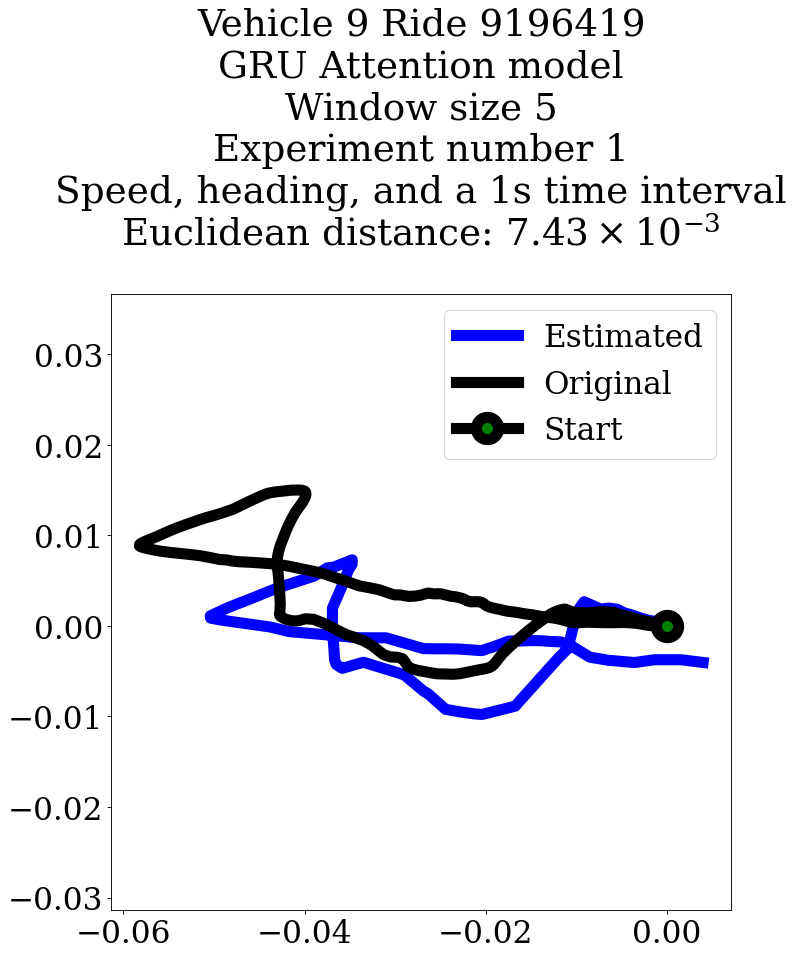 Vehicle 9 Ride 9196419
GRU Attention model
Window size 5
Experiment number 1
Speed, heading, and a 1s time interval
Euclidean distance: 7.43 × 10⁻³
Estimated
Original
Start
0.03
0.02
0.01
0.00
−0.01
−0.02
−0.03
−0.06 −0.04 −0.02 0.00